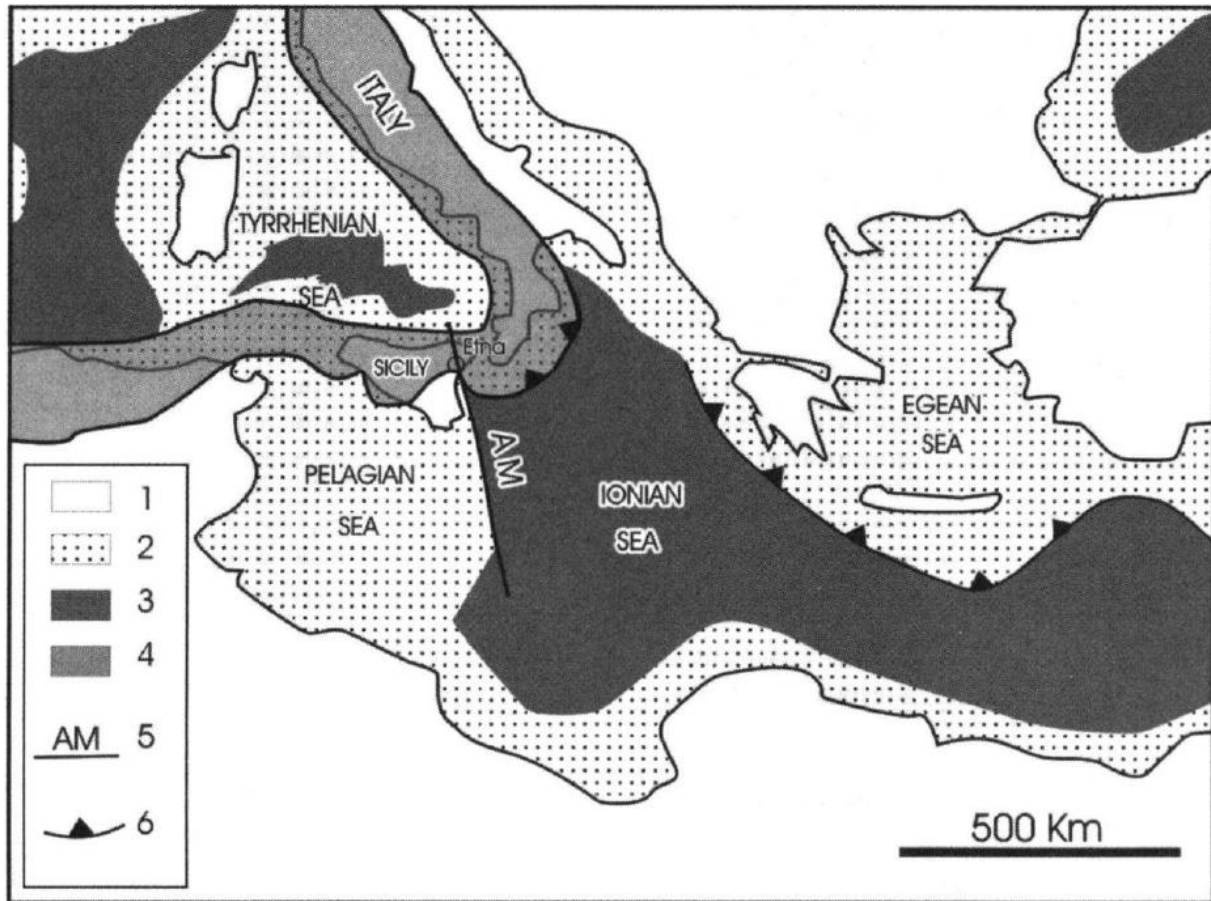 ITALY
TYRRHENIAN
SEA
Etna
SICILY
EGEAN
SEA
AM
PELAGIAN
SEA
IONIAN
SEA
1
2
3
4
AM 5
6
500 Km